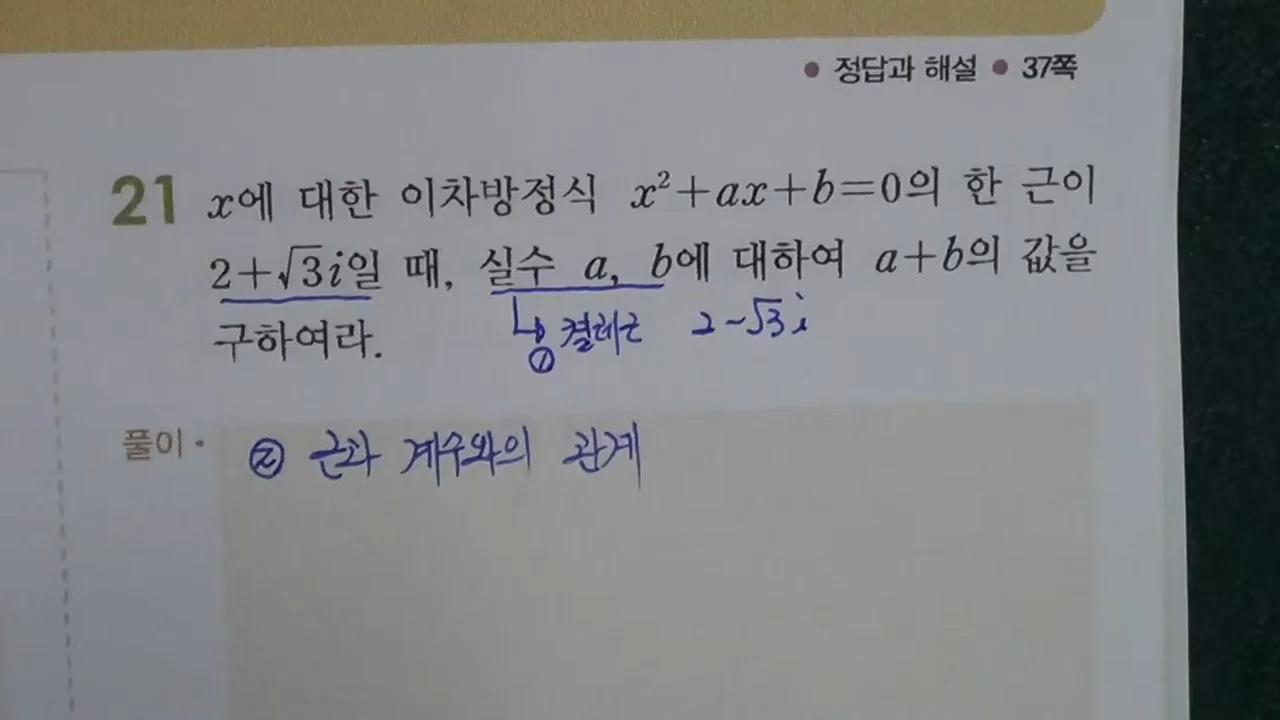 • 정답과 해설 • 37쪽
21 x에 대한 이차방정식 x²+ax+b=0의 한 근이
2+√3i일 때, 실수 a, b에 대하여 a+b의 값을
구하여라.
① 켤레근 2-√3i
풀이 •
② 근과 계수와의 관계